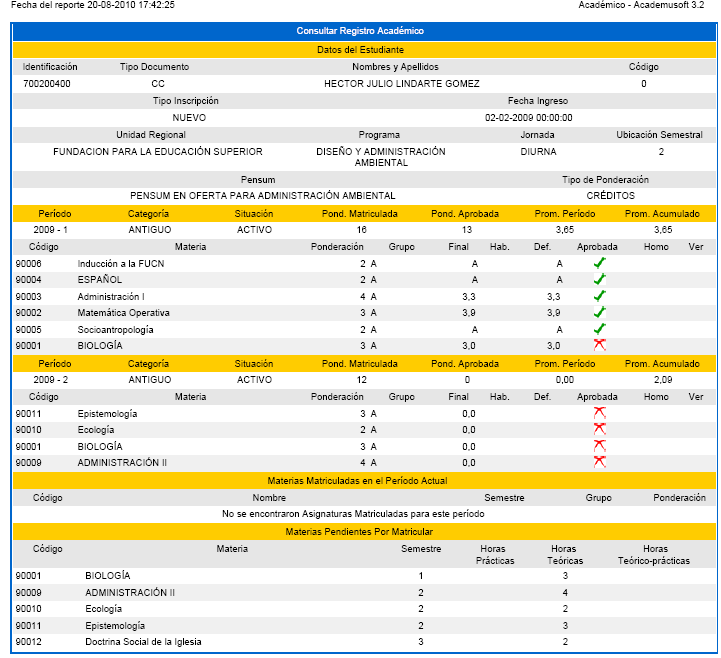 Fecha del reporte 20-08-2010 17:42:25 Académico - Academusoft 3.2
Consultar Registro Académico
Datos del Estudiante
Identificación Tipo Documento Nombres y Apellidos Código
700200400 CC HECTOR JULIO LINDARTE GOMEZ 0
Tipo Inscripción Fecha Ingreso
NUEVO 02-02-2009 00:00:00
Unidad Regional Programa Jornada Ubicación Semestral
FUNDACION PARA LA EDUCACIÓN SUPERIOR DISEÑO Y ADMINISTRACIÓN DIURNA 2
AMBIENTAL
Pensum Tipo de Ponderación
PENSUM EN OFERTA PARA ADMINISTRACIÓN AMBIENTAL CRÉDITOS
Período Categoría Situación Pond. Matriculada Pond. Aprobada Prom. Período Prom. Acumulado
2009 - 1 ANTIGUO ACTIVO 16 13 3,65 3,65
Código Materia Ponderación Grupo Final Hab. Def. Aprobada Homo Ver
90006 Inducción a la FUCN 2 A A A
90004 ESPAÑOL 2 A A A
90003 Administración I 4 A 3,3 3,3
90002 Matemática Operativa 3 A 3,9 3,9
90005 Socioantropología 2 A A A
90001 BIOLOGÍA 3 A 3,0 3,0
Período Categoría Situación Pond. Matriculada Pond. Aprobada Prom. Período Prom. Acumulado
2009 - 2 ANTIGUO ACTIVO 12 0 0,00 2,09
Código Materia Ponderación Grupo Final Hab. Def. Aprobada Homo Ver
90011 Epistemología 3 A 0,0
90010 Ecología 2 A 0,0
90001 BIOLOGÍA 3 A 0,0
90009 ADMINISTRACIÓN II 4 A 0,0
Materias Matriculadas en el Período Actual
Código Nombre Semestre Grupo Ponderación
No se encontraron Asignaturas Matriculadas para este período
Materias Pendientes Por Matricular
Código Materia Semestre Horas Horas Horas
Prácticas Teóricas Teórico-prácticas
90001 BIOLOGÍA 1 3
90009 ADMINISTRACIÓN II 2 4
90010 Ecología 2 2
90011 Epistemología 2 3
90012 Doctrina Social de la Iglesia 3 2